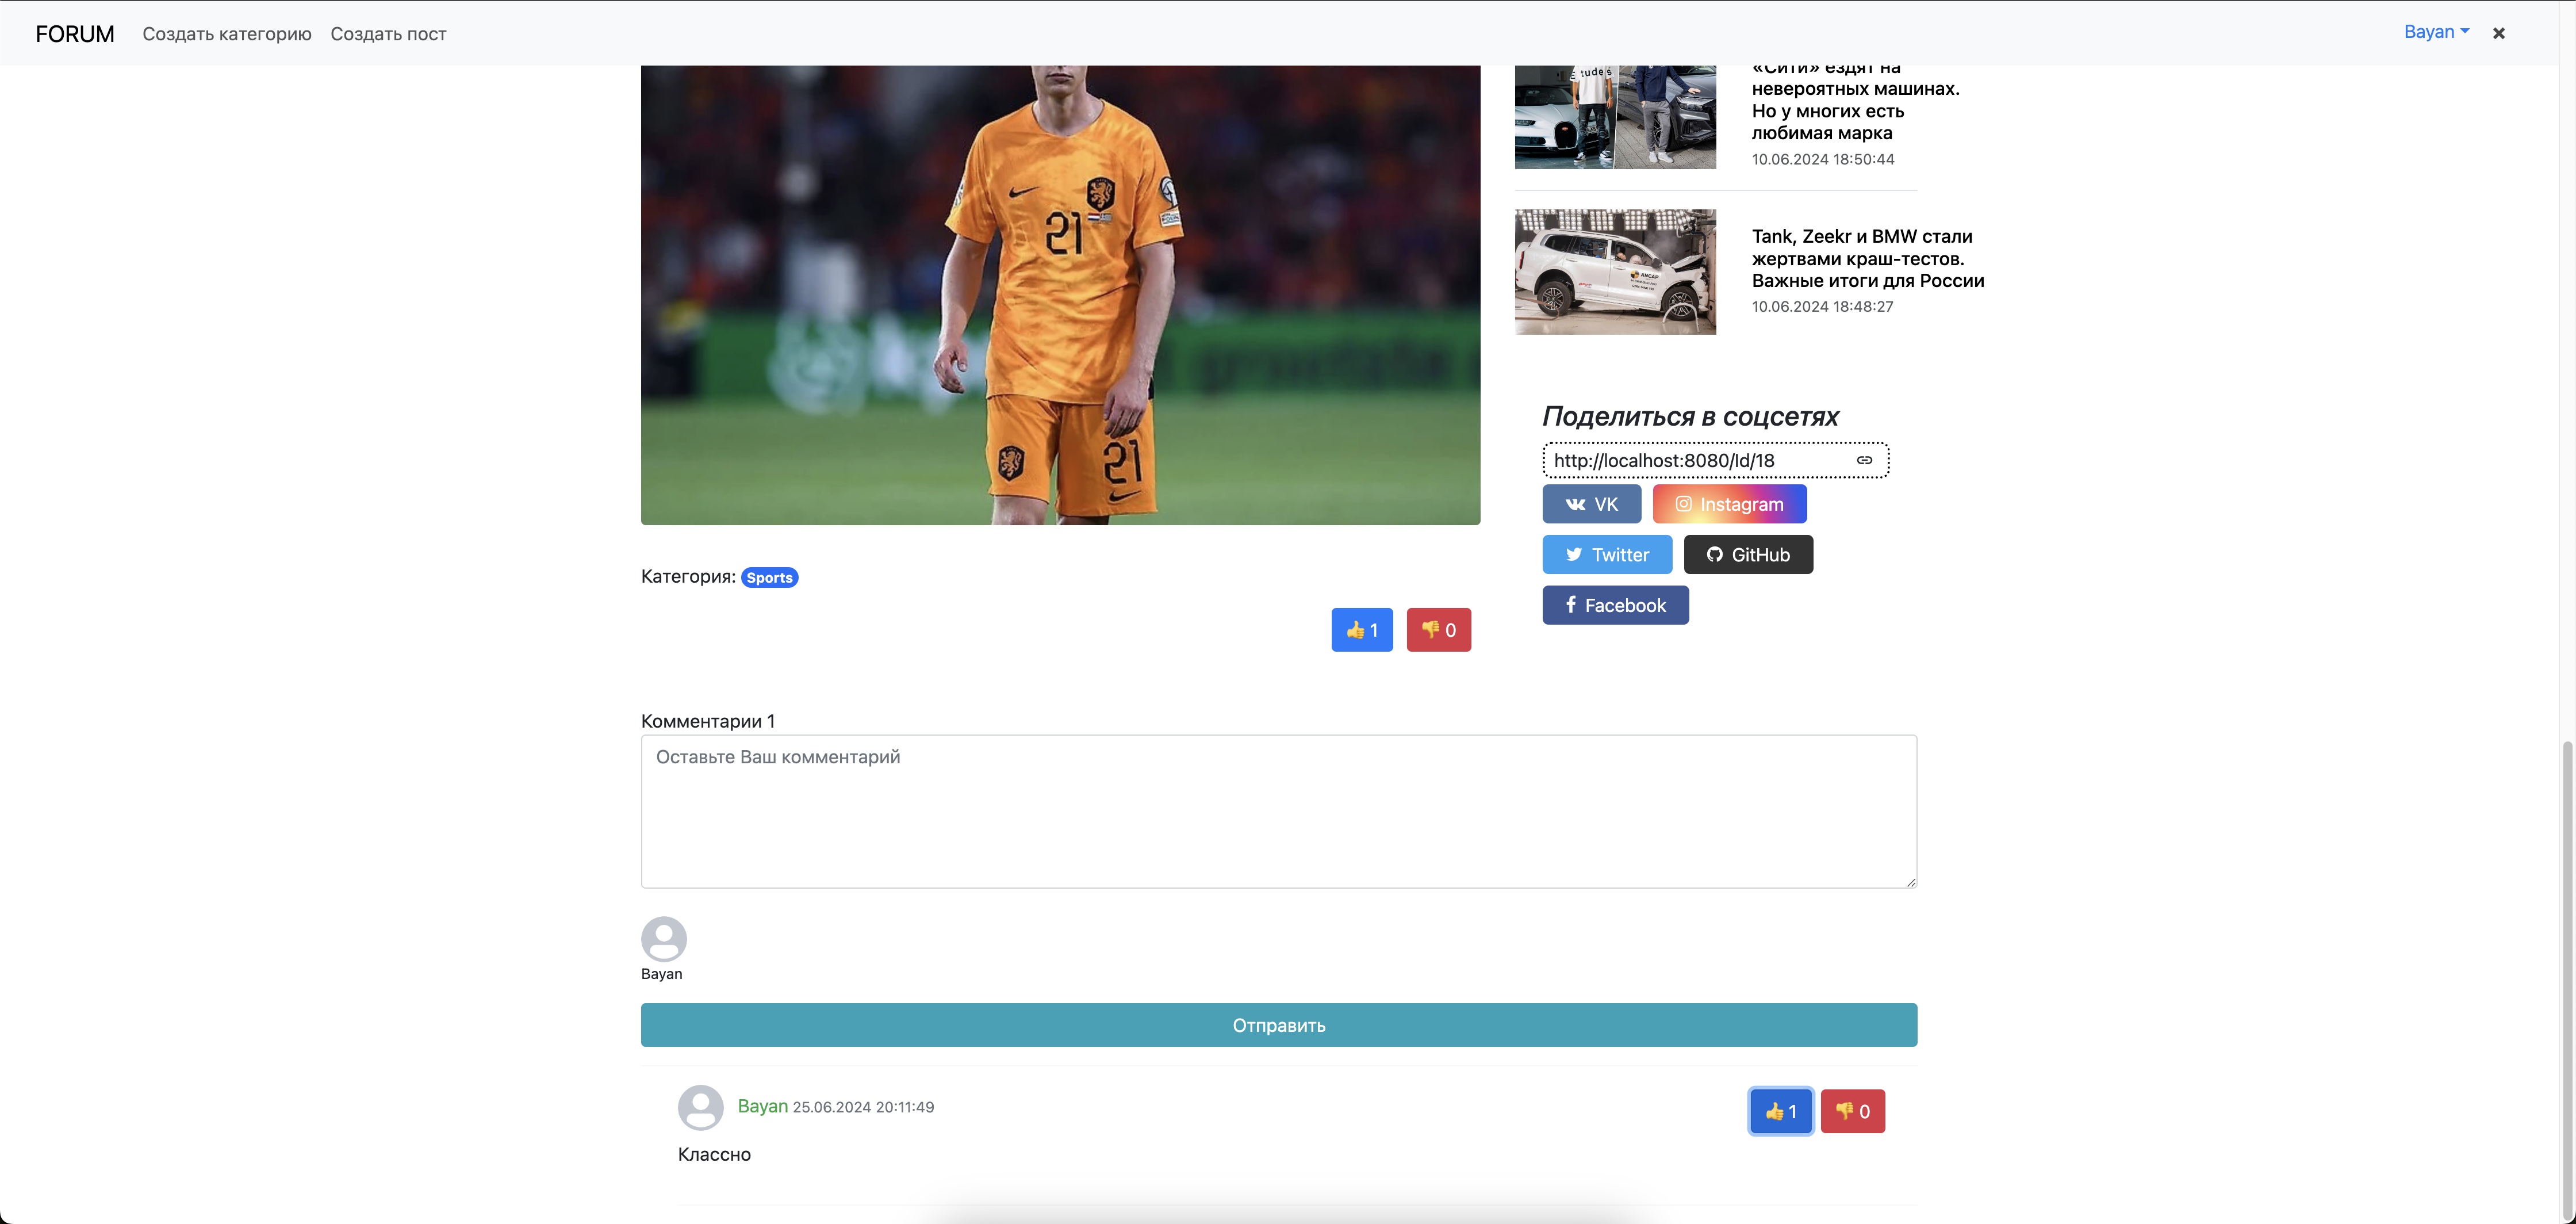 FORUM
Создать категорию
Создать пост
Bayan
21
21
«Сити» ездят на
невероятных машинах.
Но у многих есть
любимая марка
10.06.2024 18:50:44
Tank, Zeekr и BMW стали
жертвами краш-тестов.
Важные итоги для России
10.06.2024 18:48:27
Поделиться в соцсетях
http://localhost:8080/ld/18
VK
Instagram
Twitter
GitHub
Facebook
Категория: Sports
👍 1
👎 0
Комментарии 1
Оставьте Ваш комментарий
Bayan
Отправить
Bayan 25.06.2024 20:11:49
👍 1
👎 0
Классно